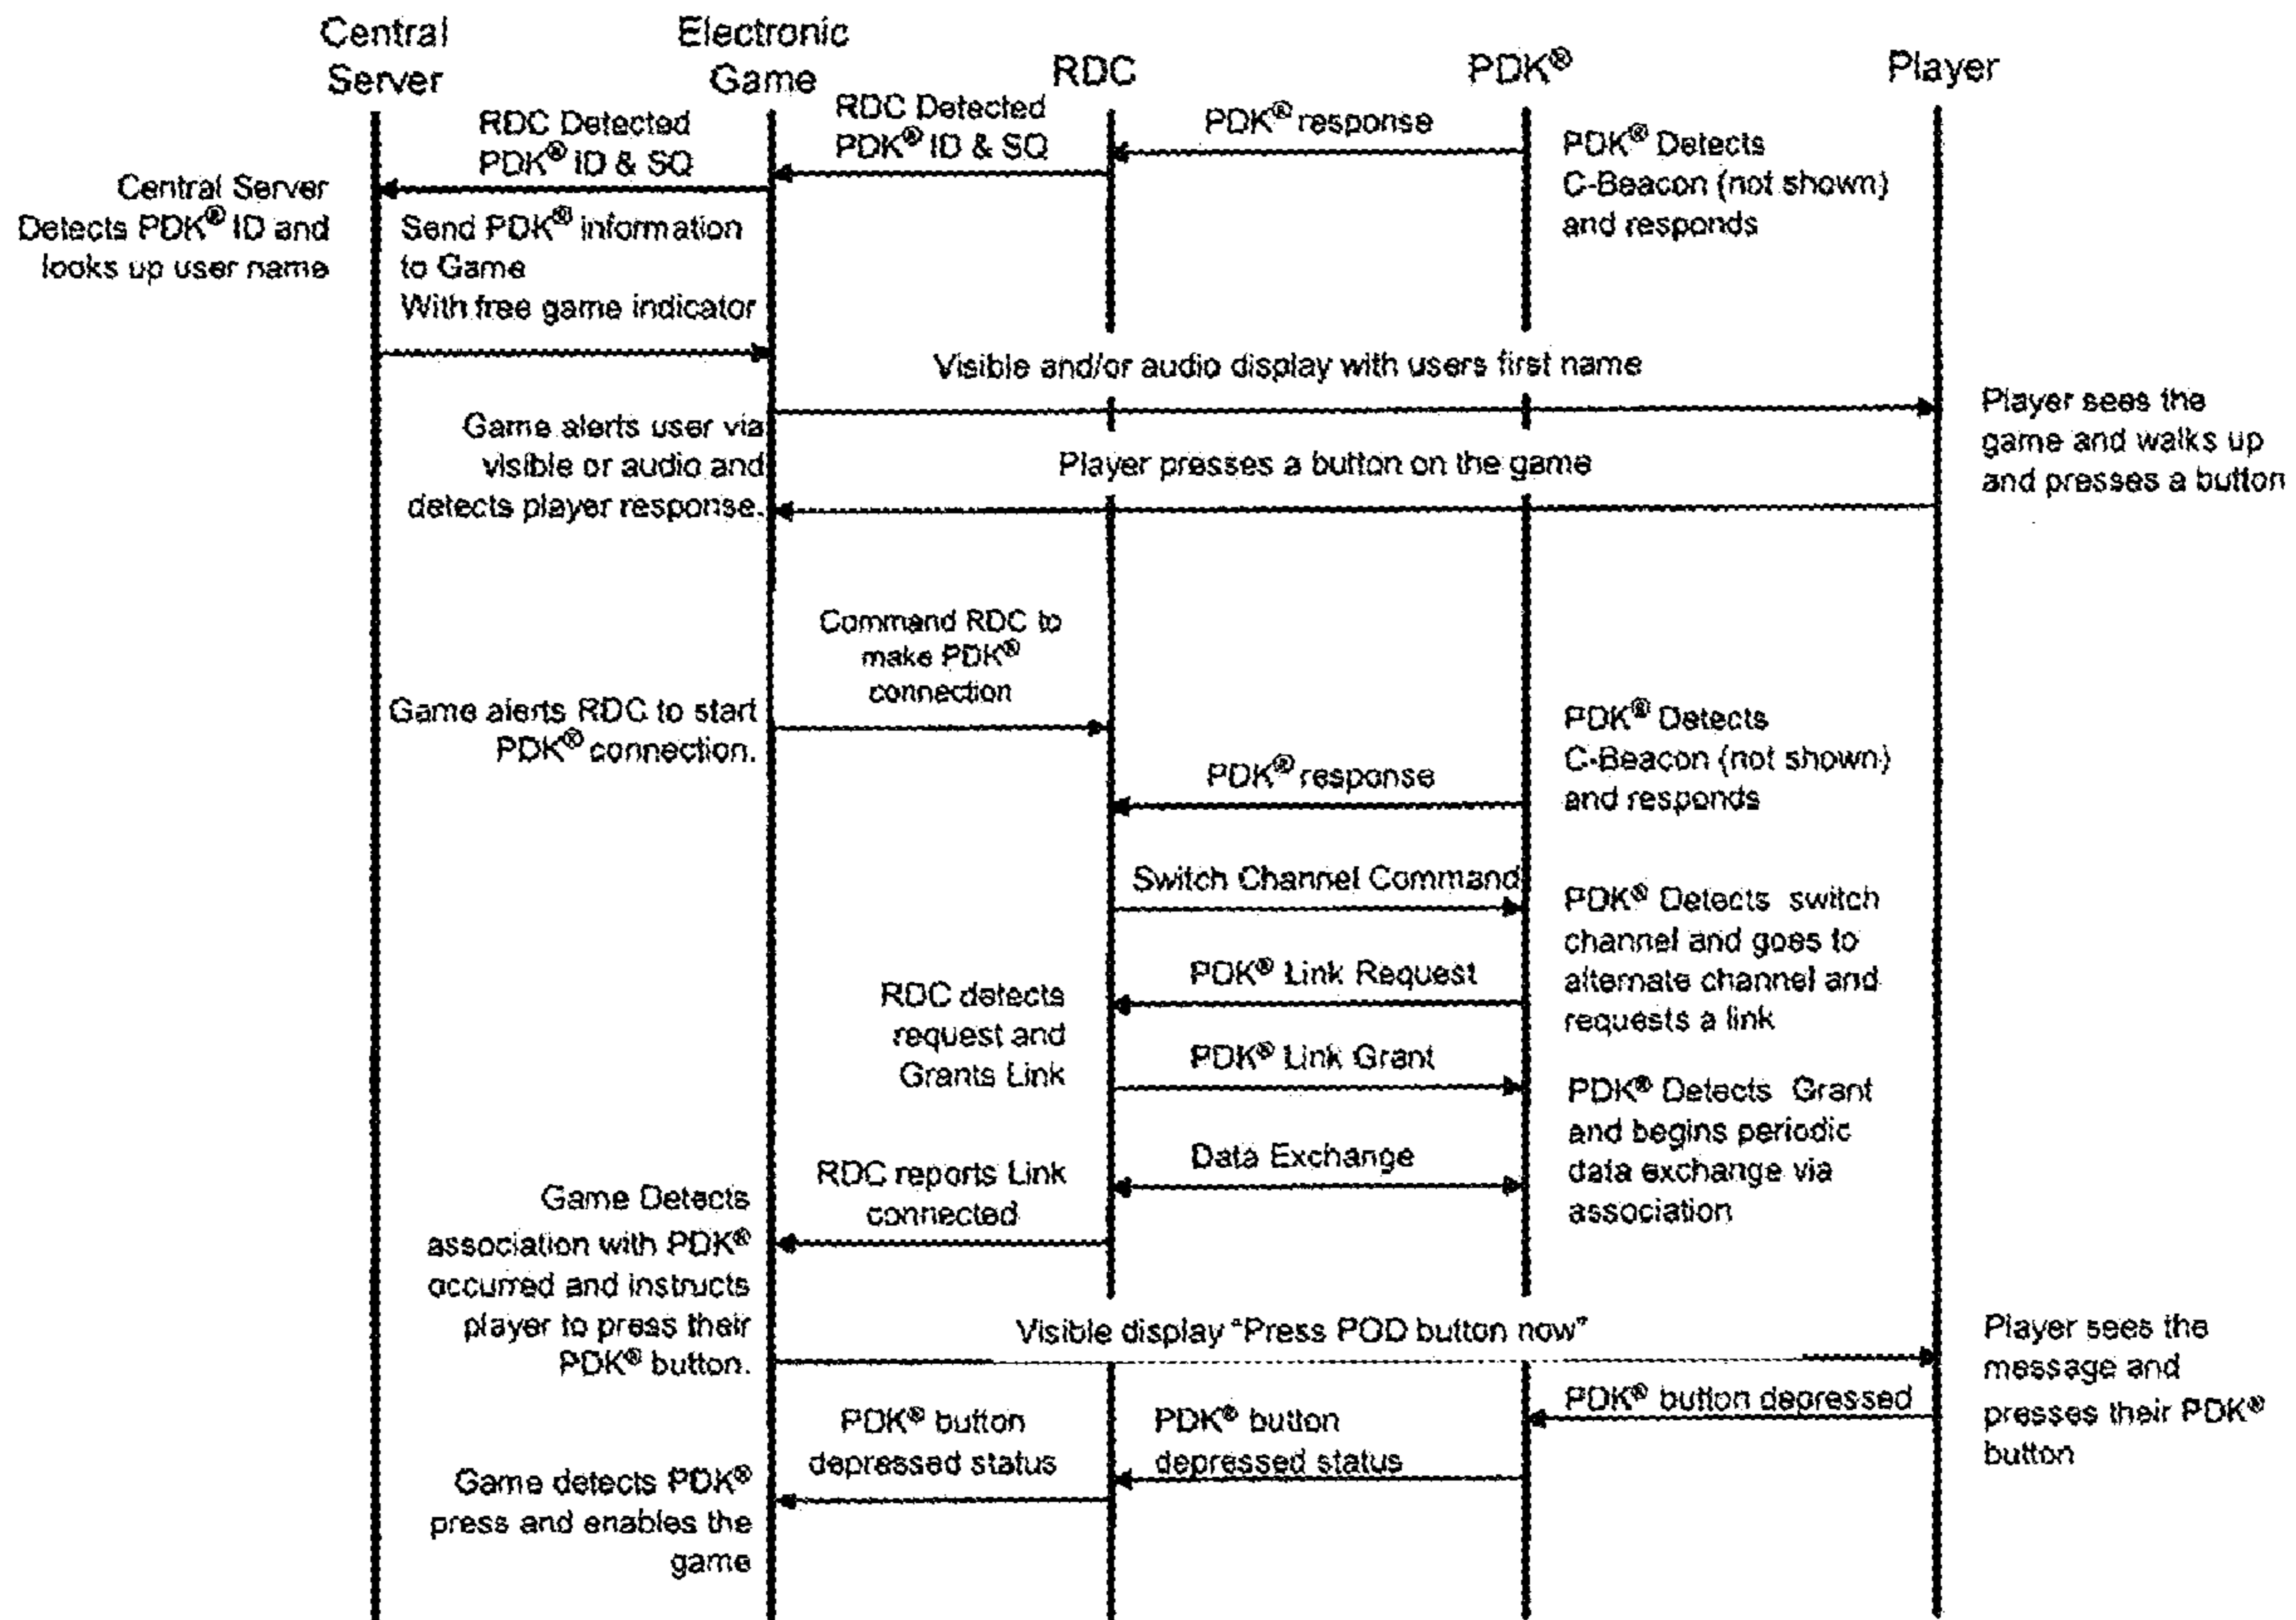 Central
Server
Electronic
Game
RDC
PDK®
Player
RDC Detected
PDK® ID & SQ
RDC Detected
PDK® ID & SQ
PDK® response
PDK® Detects
C-Beacon (not shown)
and responds
Central Server
Detects PDK® ID and
looks up user name
Send PDK® information
to Game
With free game indicator
Visible and/or audio display with users first name
Game alerts user via
visible or audio and
detects player response.
Player presses a button on the game
Player sees the
game and walks up
and presses a button
Command RDC to
make PDK®
connection
Game alerts RDC to start
PDK® connection.
PDK® Detects
C-Beacon (not shown)
and responds
PDK® response
Switch Channel Command
PDK® Detects switch
channel and goes to
alternate channel and
requests a link
PDK® Link Request
RDC detects
request and
Grants Link
PDK® Link Grant
PDK® Detects Grant
and begins periodic
data exchange via
association
Data Exchange
RDC reports Link
connected
Game Detects
association with PDK®
occurred and instructs
player to press their
PDK® button.
Visible display "Press POD button now"
Player sees the
message and
presses their PDK®
button
PDK® button depressed
PDK® button
depressed status
PDK® button
depressed status
Game detects PDK®
press and enables the
game